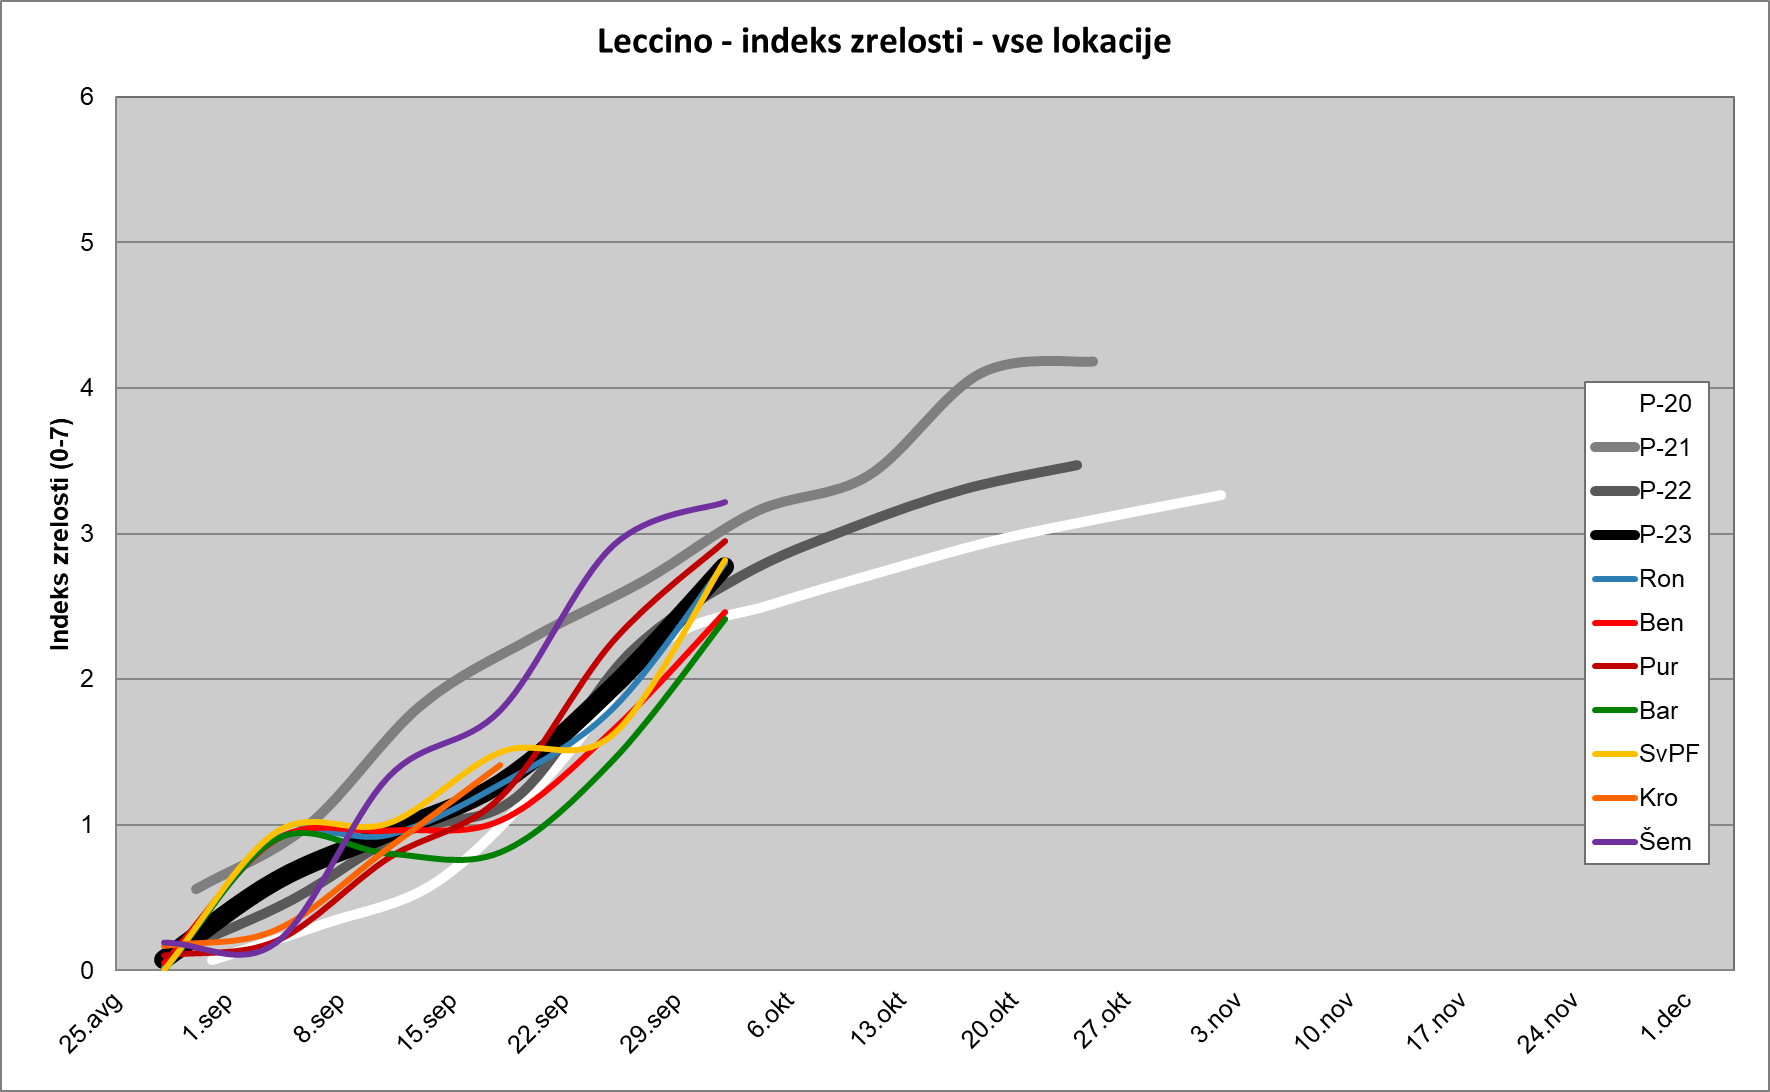 Leccino - indeks zrelosti - vse lokacije
Indeks zrelosti (0-7)
6
5
4
3
2
1
0
25.avg
1.sep
8.sep
15.sep
22.sep
29.sep
6.okt
13.okt
20.okt
27.okt
3.nov
10.nov
17.nov
24.nov
1.dec
P-20
P-21
P-22
P-23
Ron
Ben
Pur
Bar
SvPF
Kro
Šem